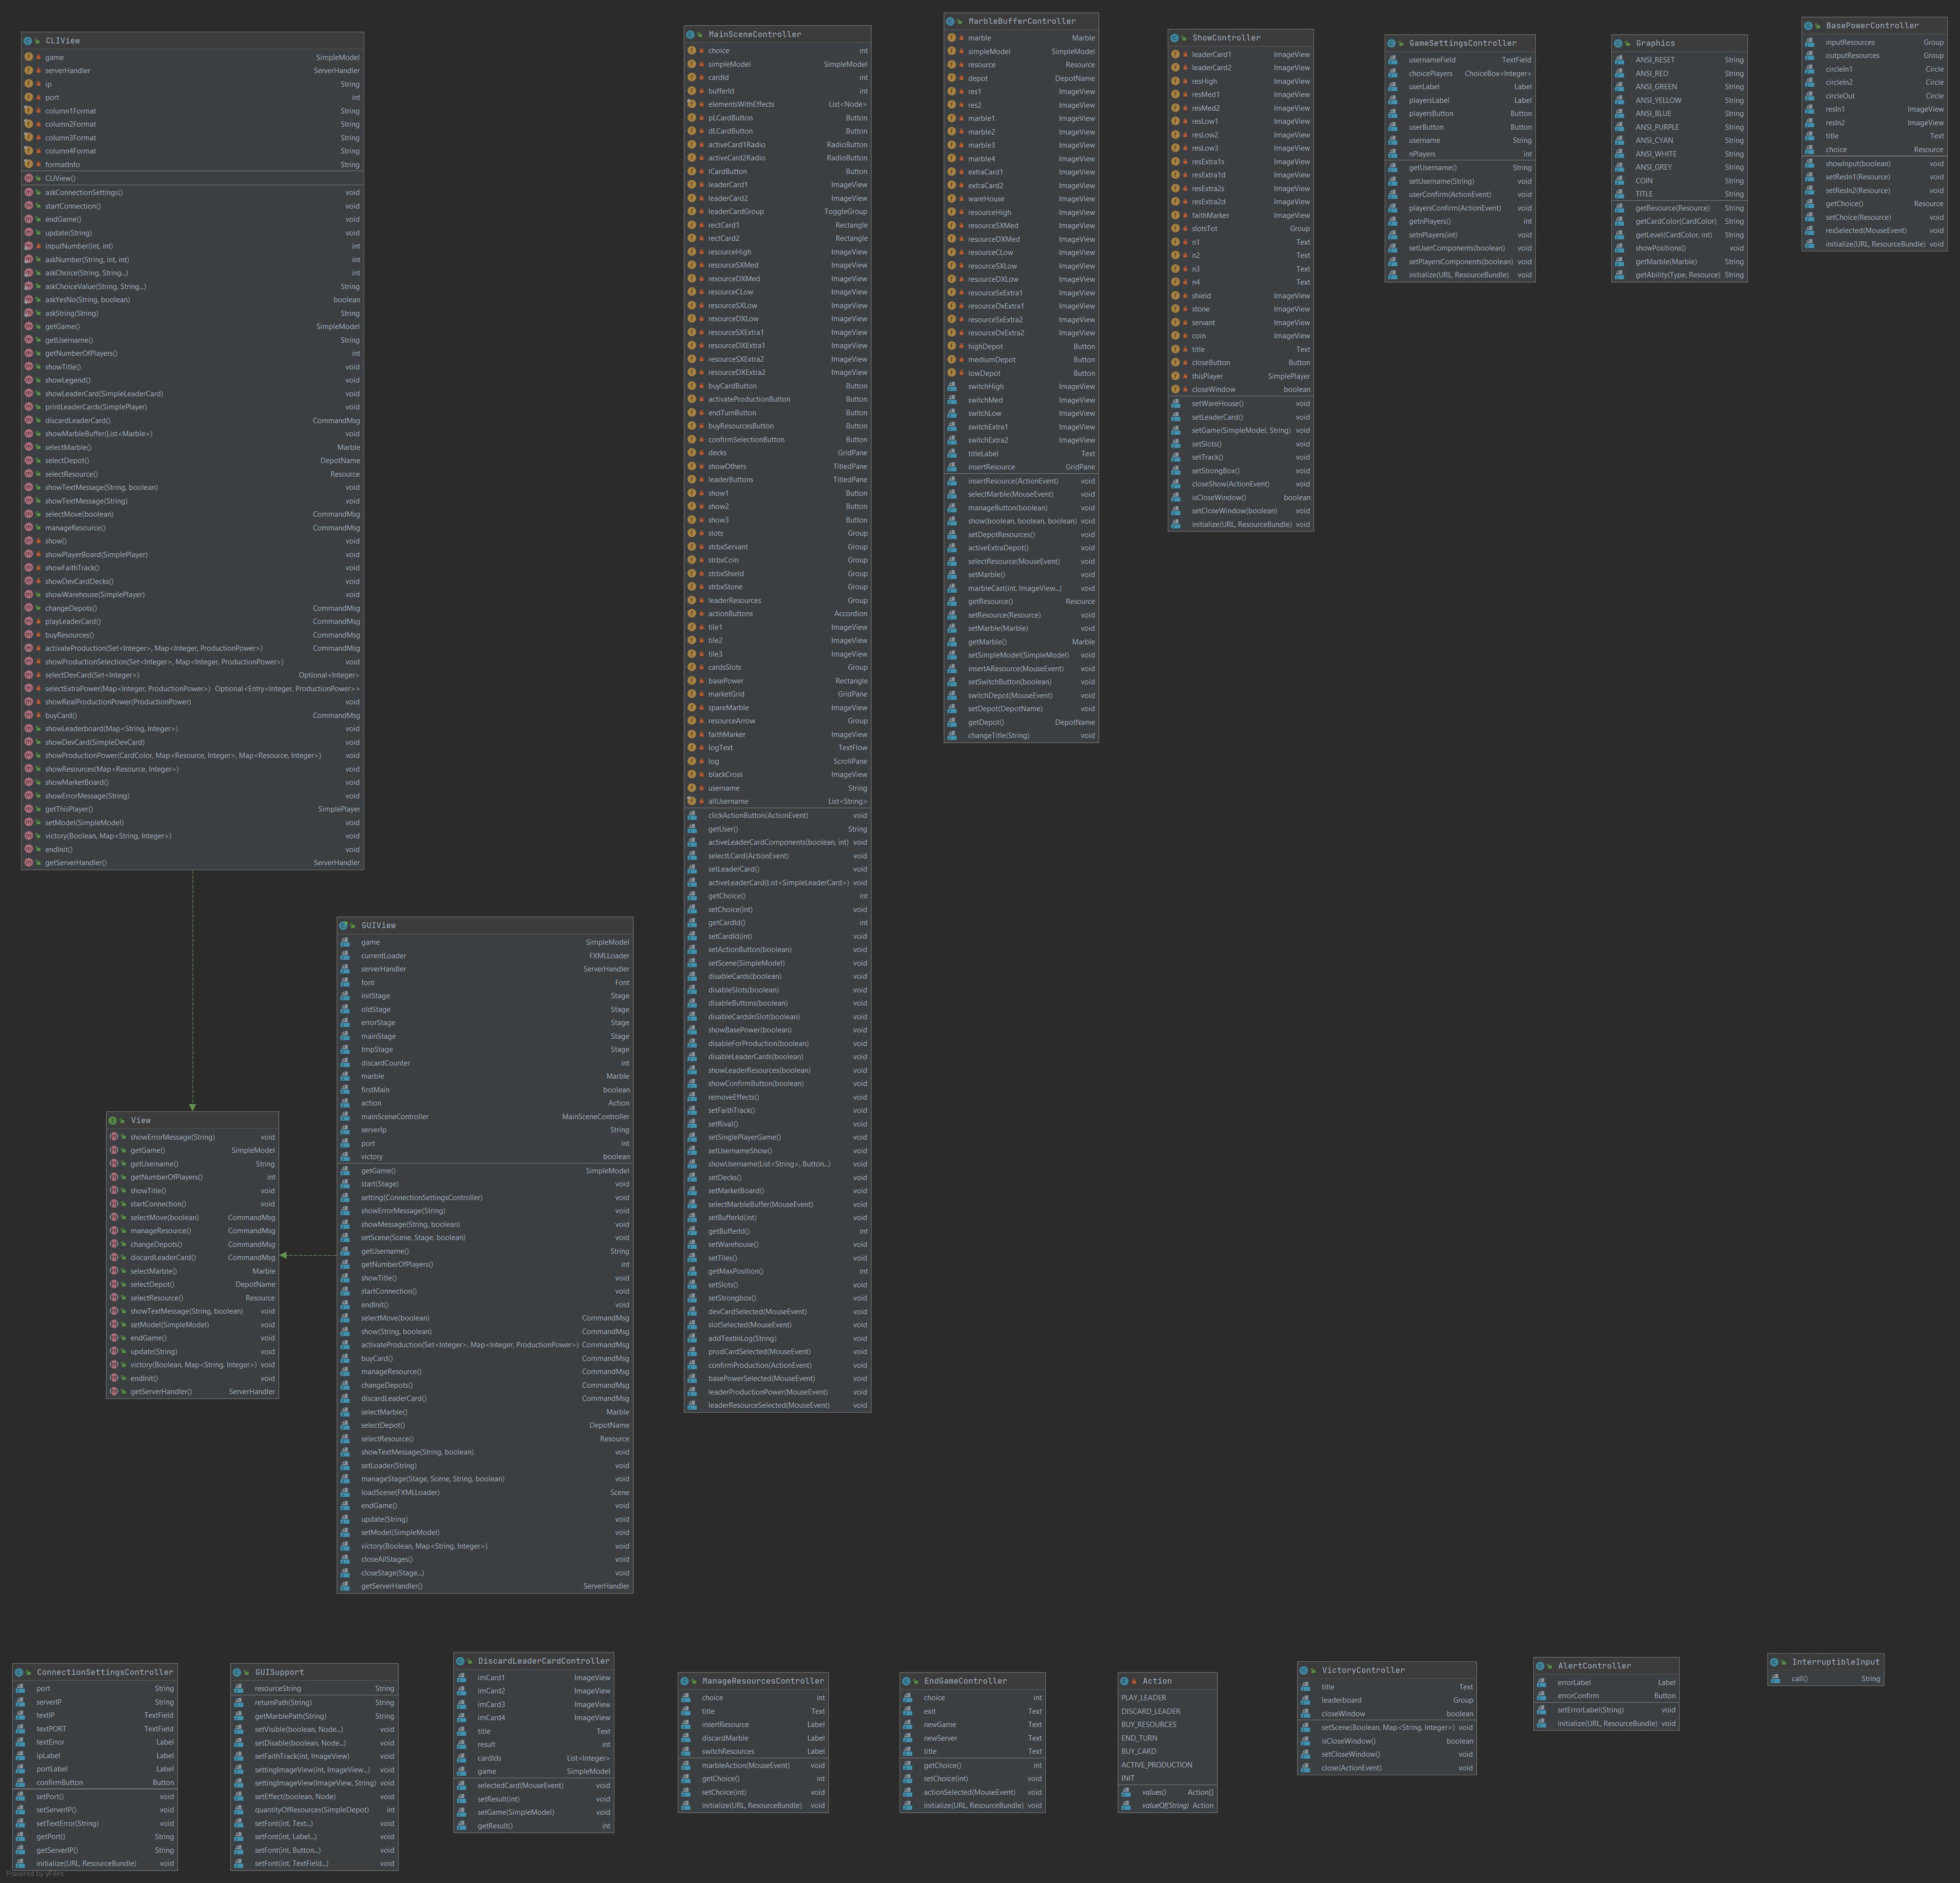 CLIView
game SimpleModel
serverHandler ServerHandler
ip String
port int
column1Format String
column2Format String
column3Format String
column4Format String
formatInfo String
CLIView()
askConnectionSettings() void
startConnection() void
endGame() void
update(String) void
inputNumber(int, int) int
askNumber(String, int, int) int
askChoice(String, String...) int
askChoiceValue(String, String...) String
askYesNo(String, boolean) boolean
askString(String) String
getGame() SimpleModel
getUsername() String
getNumberOfPlayers() int
showTitle() void
showLegend() void
showLeaderCard(SimpleLeaderCard) void
printLeaderCards(SimplePlayer) void
discardLeaderCard() CommandMsg
showMarbleBuffer(List<Marble>) void
selectMarble() Marble
selectDepot() DepotName
selectResource() Resource
showTextMessage(String, boolean) void
showTextMessage(String) void
selectMove(boolean) CommandMsg
manageResource() CommandMsg
show() void
showPlayerBoard(SimplePlayer) void
showFaithTrack() void
showDevCardDecks() void
showWarehouse(SimplePlayer) void
changeDepots() CommandMsg
playLeaderCard() CommandMsg
buyResources() CommandMsg
activateProduction(Set<Integer>, Map<Integer, ProductionPower>) CommandMsg
showProductionSelection(Set<Integer>, Map<Integer, ProductionPower>) void
selectDevCard(Set<Integer>) Optional<Integer>
selectExtraPower(Map<Integer, ProductionPower>) Optional<Entry<Integer, ProductionPower>>
showRealProductionPower(ProductionPower) void
buyCard() CommandMsg
showLeaderboard(Map<String, Integer>) void
showDevCard(SimpleDevCard) void
showProductionPower(CardColor, Map<Resource, Integer>, Map<Resource, Integer>) void
showResources(Map<Resource, Integer>) void
showMarketBoard() void
showErrorMessage(String) void
getThisPlayer() SimplePlayer
setModel(SimpleModel) void
victory(Boolean, Map<String, Integer>) void
endInit() void
getServerHandler() ServerHandler
MainSceneController
choice int
simpleModel SimpleModel
cardId int
bufferId int
elementsWithEffects List<Node>
pLCardButton Button
dLCardButton Button
activeCard1Radio RadioButton
activeCard2Radio RadioButton
lCardButton Button
leaderCard1 ImageView
leaderCard2 ImageView
leaderCardGroup ToggleGroup
rectCard1 Rectangle
rectCard2 Rectangle
resourceHigh ImageView
resourceSXMed ImageView
resourceDXMed ImageView
resourceCLow ImageView
resourceSXLow ImageView
resourceDXLow ImageView
resourceSXExtra1 ImageView
resourceDXExtra1 ImageView
resourceSXExtra2 ImageView
resourceDXExtra2 ImageView
buyCardButton Button
activateProductionButton Button
endTurnButton Button
buyResourcesButton Button
confirmSelectionButton Button
decks GridPane
showOthers TitledPane
leaderButtons TitledPane
show1 Button
show2 Button
show3 Button
slots Group
strbxServant Group
strbxCoin Group
strbxShield Group
strbxStone Group
leaderResources Group
actionButtons Accordion
tile1 ImageView
tile2 ImageView
tile3 ImageView
cardsSlots Group
basePower Rectangle
marketGrid GridPane
spareMarble ImageView
resourceArrow Group
faithMarker ImageView
logText TextFlow
log ScrollPane
blackCross ImageView
username String
allUsername List<String>
clickActionButton(ActionEvent) void
getUser() String
activeLeaderCardComponents(boolean, int) void
selectLCard(ActionEvent) void
setLeaderCard() void
activeLeaderCard(List<SimpleLeaderCard>) void
getChoice() int
setChoice(int) void
getCardId() int
setCardId(int) void
setActionButton(boolean) void
setScene(SimpleModel) void
disableCards(boolean) void
disableSlots(boolean) void
disableButtons(boolean) void
disableCardsInSlot(boolean) void
showBasePower(boolean) void
disableForProduction(boolean) void
disableLeaderCards(boolean) void
showLeaderResources(boolean) void
showConfirmButton(boolean) void
removeEffects() void
setFaithTrack() void
setRival() void
setSinglePlayerGame() void
setUsernameShow() void
showUsername(List<String>, Button...) void
setDecks() void
setMarketBoard() void
selectMarbleBuffer(MouseEvent) void
setBufferId(int) void
getBufferId() int
setWarehouse() void
setTiles() void
getMaxPosition() int
setSlots() void
setStrongbox() void
devCardSelected(MouseEvent) void
slotSelected(MouseEvent) void
addTextInLog(String) void
prodCardSelected(MouseEvent) void
confirmProduction(ActionEvent) void
basePowerSelected(MouseEvent) void
leaderProductionPower(MouseEvent) void
leaderResourceSelected(MouseEvent) void
MarbleBufferController
marble Marble
simpleModel SimpleModel
resource Resource
depot DepotName
res1 ImageView
res2 ImageView
marble1 ImageView
marble2 ImageView
marble3 ImageView
marble4 ImageView
extraCard1 ImageView
extraCard2 ImageView
wareHouse ImageView
resourceHigh ImageView
resourceSXMed ImageView
resourceDXMed ImageView
resourceCLow ImageView
resourceSXLow ImageView
resourceDXLow ImageView
resourceSxExtra1 ImageView
resourceDxExtra1 ImageView
resourceSxExtra2 ImageView
resourceDxExtra2 ImageView
highDepot Button
mediumDepot Button
lowDepot Button
switchHigh ImageView
switchMed ImageView
switchLow ImageView
switchExtra1 ImageView
switchExtra2 ImageView
titleLabel Text
insertResource GridPane
insertResource(ActionEvent) void
selectMarble(MouseEvent) void
manageButton(boolean) void
show(boolean, boolean, boolean) void
setDepotResources() void
activeExtraDepot() void
selectResource(MouseEvent) void
setMarble() void
marbleCast(int, ImageView...) void
getResource() Resource
setResource(Resource) void
setMarble(Marble) void
getMarble() Marble
setSimpleModel(SimpleModel) void
insertAResource(MouseEvent) void
setSwitchButton(boolean) void
switchDepot(MouseEvent) void
setDepot(DepotName) void
getDepot() DepotName
changeTitle(String) void
ShowController
leaderCard1 ImageView
leaderCard2 ImageView
resHigh ImageView
resMed1 ImageView
resMed2 ImageView
resLow1 ImageView
resLow2 ImageView
resLow3 ImageView
resExtra1s ImageView
resExtra1d ImageView
resExtra2s ImageView
resExtra2d ImageView
faithMarker ImageView
slotsTot Group
n1 Text
n2 Text
n3 Text
n4 Text
shield ImageView
stone ImageView
servant ImageView
coin ImageView
title Text
closeButton Button
thisPlayer SimplePlayer
closeWindow boolean
setWareHouse() void
setLeaderCard() void
setGame(SimpleModel, String) void
setSlots() void
setTrack() void
setStrongBox() void
closeShow(ActionEvent) void
isCloseWindow() boolean
setCloseWindow(boolean) void
initialize(URL, ResourceBundle) void
GameSettingsController
usernameField TextField
choicePlayers ChoiceBox<Integer>
userLabel Label
playersLabel Label
playersButton Button
userButton Button
username String
nPlayers int
getUsername() String
setUsername(String) void
userConfirm(ActionEvent) void
playersConfirm(ActionEvent) void
getnPlayers() int
setnPlayers(int) void
setUserComponents(boolean) void
setPlayersComponents(boolean) void
initialize(URL, ResourceBundle) void
Graphics
ANSI_RESET String
ANSI_RED String
ANSI_GREEN String
ANSI_YELLOW String
ANSI_BLUE String
ANSI_PURPLE String
ANSI_CYAN String
ANSI_WHITE String
ANSI_GREY String
COIN String
TITLE String
getResource(Resource) String
getCardColor(CardColor) String
getLevel(CardColor, int) String
showPositions() void
getMarble(Marble) String
getAbility(Type, Resource) String
BasePowerController
inputResources Group
outputResources Group
circleIn1 Circle
circleIn2 Circle
circleOut Circle
resIn1 ImageView
resIn2 ImageView
title Text
choice Resource
showInput(boolean) void
setResIn1(Resource) void
setResIn2(Resource) void
getChoice() Resource
setChoice(Resource) void
resSelected(MouseEvent) void
initialize(URL, ResourceBundle) void
GUIView
game SimpleModel
currentLoader FXMLLoader
serverHandler ServerHandler
font Font
initStage Stage
oldStage Stage
errorStage Stage
mainStage Stage
tmpStage Stage
discardCounter int
marble Marble
firstMain boolean
action Action
mainSceneController MainSceneController
serverIp String
port int
victory boolean
getGame() SimpleModel
start(Stage) void
setting(ConnectionSettingsController) void
showErrorMessage(String) void
showMessage(String, boolean) void
setScene(Scene, Stage, boolean) void
getUsername() String
getNumberOfPlayers() int
showTitle() void
startConnection() void
endInit() void
selectMove(boolean) CommandMsg
show(String, boolean) CommandMsg
activateProduction(Set<Integer>, Map<Integer, ProductionPower>) CommandMsg
buyCard() CommandMsg
manageResource() CommandMsg
changeDepots() CommandMsg
discardLeaderCard() CommandMsg
selectMarble() Marble
selectDepot() DepotName
selectResource() Resource
showTextMessage(String, boolean) void
setLoader(String) void
manageStage(Stage, Scene, String, boolean) void
loadScene(FXMLLoader) Scene
endGame() void
update(String) void
setModel(SimpleModel) void
victory(Boolean, Map<String, Integer>) void
closeAllStages() void
closeStage(Stage...) void
getServerHandler() ServerHandler
View
showErrorMessage(String) void
getGame() SimpleModel
getUsername() String
getNumberOfPlayers() int
showTitle() void
startConnection() void
selectMove(boolean) CommandMsg
manageResource() CommandMsg
changeDepots() CommandMsg
discardLeaderCard() CommandMsg
selectMarble() Marble
selectDepot() DepotName
selectResource() Resource
showTextMessage(String, boolean) void
setModel(SimpleModel) void
endGame() void
update(String) void
victory(Boolean, Map<String, Integer>) void
endInit() void
getServerHandler() ServerHandler
ConnectionSettingsController
port String
serverIP String
textIP TextField
textPORT TextField
textError Label
ipLabel Label
portLabel Label
confirmButton Button
setPort() void
setServerIP() void
setTextError(String) void
getPort() String
getServerIP() String
initialize(URL, ResourceBundle) void
GUISupport
resourceString String
returnPath(String) String
getMarblePath(String) String
setVisible(boolean, Node...) void
setDisable(boolean, Node...) void
setFaithTrack(int, ImageView) void
settingImageView(int, ImageView...) void
settingImageView(ImageView, String) void
setEffect(boolean, Node) void
quantityOfResources(SimpleDepot) int
setFont(int, Text...) void
setFont(int, Label...) void
setFont(int, Button...) void
setFont(int, TextField...) void
DiscardLeaderCardController
imCard1 ImageView
imCard2 ImageView
imCard3 ImageView
imCard4 ImageView
title Text
result int
cardIds List<Integer>
game SimpleModel
selectedCard(MouseEvent) void
setResult(int) void
setGame(SimpleModel) void
getResult() int
ManageResourcesController
choice int
title Text
insertResource Label
discardMarble Label
switchResources Label
marbleAction(MouseEvent) void
getChoice() int
setChoice(int) void
initialize(URL, ResourceBundle) void
EndGameController
choice int
exit Text
newGame Text
newServer Text
title Text
getChoice() int
setChoice(int) void
actionSelected(MouseEvent) void
initialize(URL, ResourceBundle) void
Action
PLAY_LEADER
DISCARD_LEADER
BUY_RESOURCES
END_TURN
BUY_CARD
ACTIVE_PRODUCTION
INIT
values() Action[]
valueOf(String) Action
VictoryController
title Text
leaderboard Group
closeWindow boolean
setScene(Boolean, Map<String, Integer>) void
isCloseWindow() boolean
setCloseWindow() void
close(ActionEvent) void
AlertController
errorLabel Label
errorConfirm Button
setErrorLabel(String) void
initialize(URL, ResourceBundle) void
InterruptibleInput
call() String
Powered by yFiles